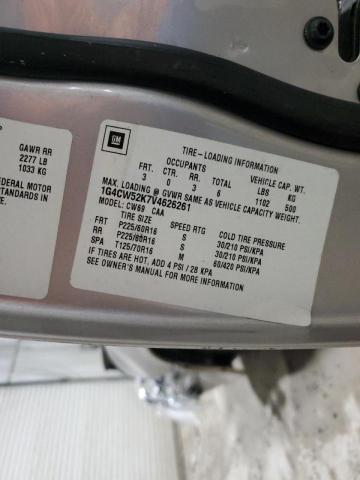 GAWR RR
2277 LB
1033 KG
EDERAL MOTOR
STANDARDS IN
GM
TIRE-LOADING INFORMATION
OCCUPANTS VEHICLE CAP. WT.
FRT. CTR. RR. TOTAL LBS KG
3 0 3 6 1102 500
MAX. LOADING @ GVWR SAME AS VEHICLE CAPACITY WEIGHT.
1G4CW52K7V4626261
MODEL: CW69 CAA
TIRE SIZE SPEED RTG COLD TIRE PRESSURE
FRT P225/60R16 S 30/210 PSI/KPA
RR P225/60R16 S 30/210 PSI/KPA
SPA T125/70R16 M 60/420 PSI/KPA
IF TIRES ARE HOT, ADD 4 PSI/28 KPA
SEE OWNER'S MANUAL FOR MORE INFORMATION